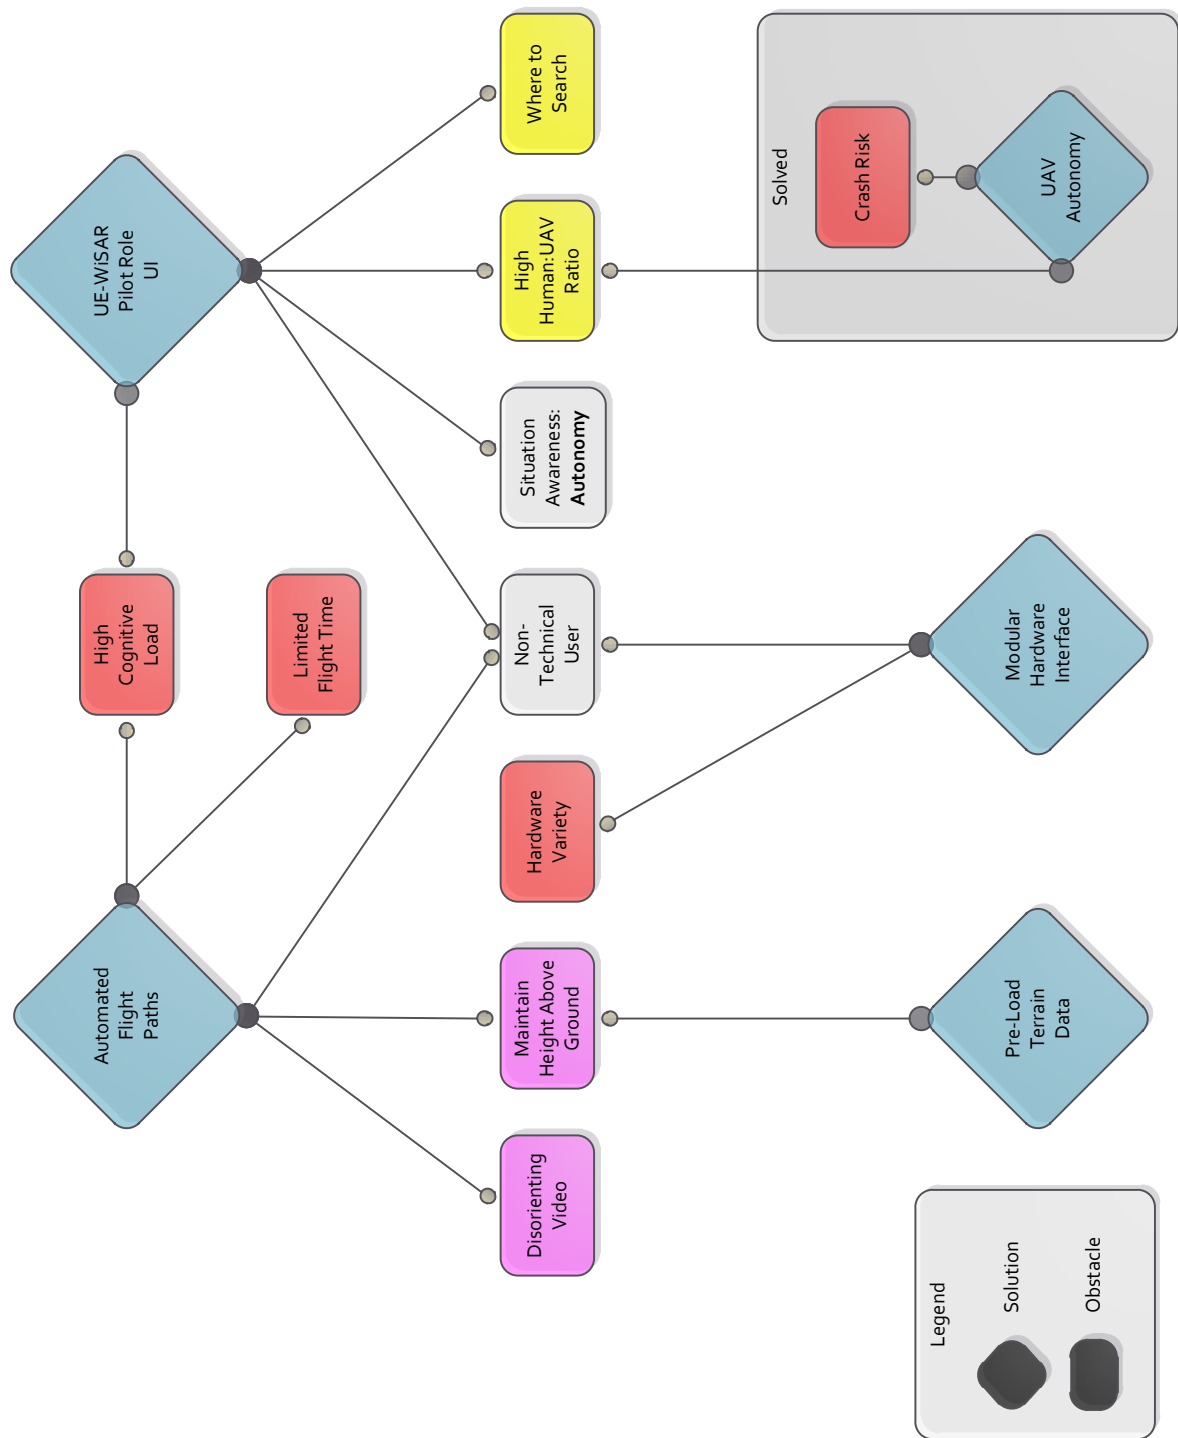 Automated
Flight
Paths
High
Cognitive
Load
UE-WiSAR
Pilot Role
UI
Limited
Flight Time
Disorienting
Video
Maintain
Height Above
Ground
Hardware
Variety
Non-
Technical
User
Situation
Awareness:
Autonomy
High
Human:UAV
Ratio
Where to
Search
Solved
Crash Risk
UAV
Autonomy
Legend
Solution
Obstacle
Pre-Load
Terrain
Data
Modular
Hardware
Interface